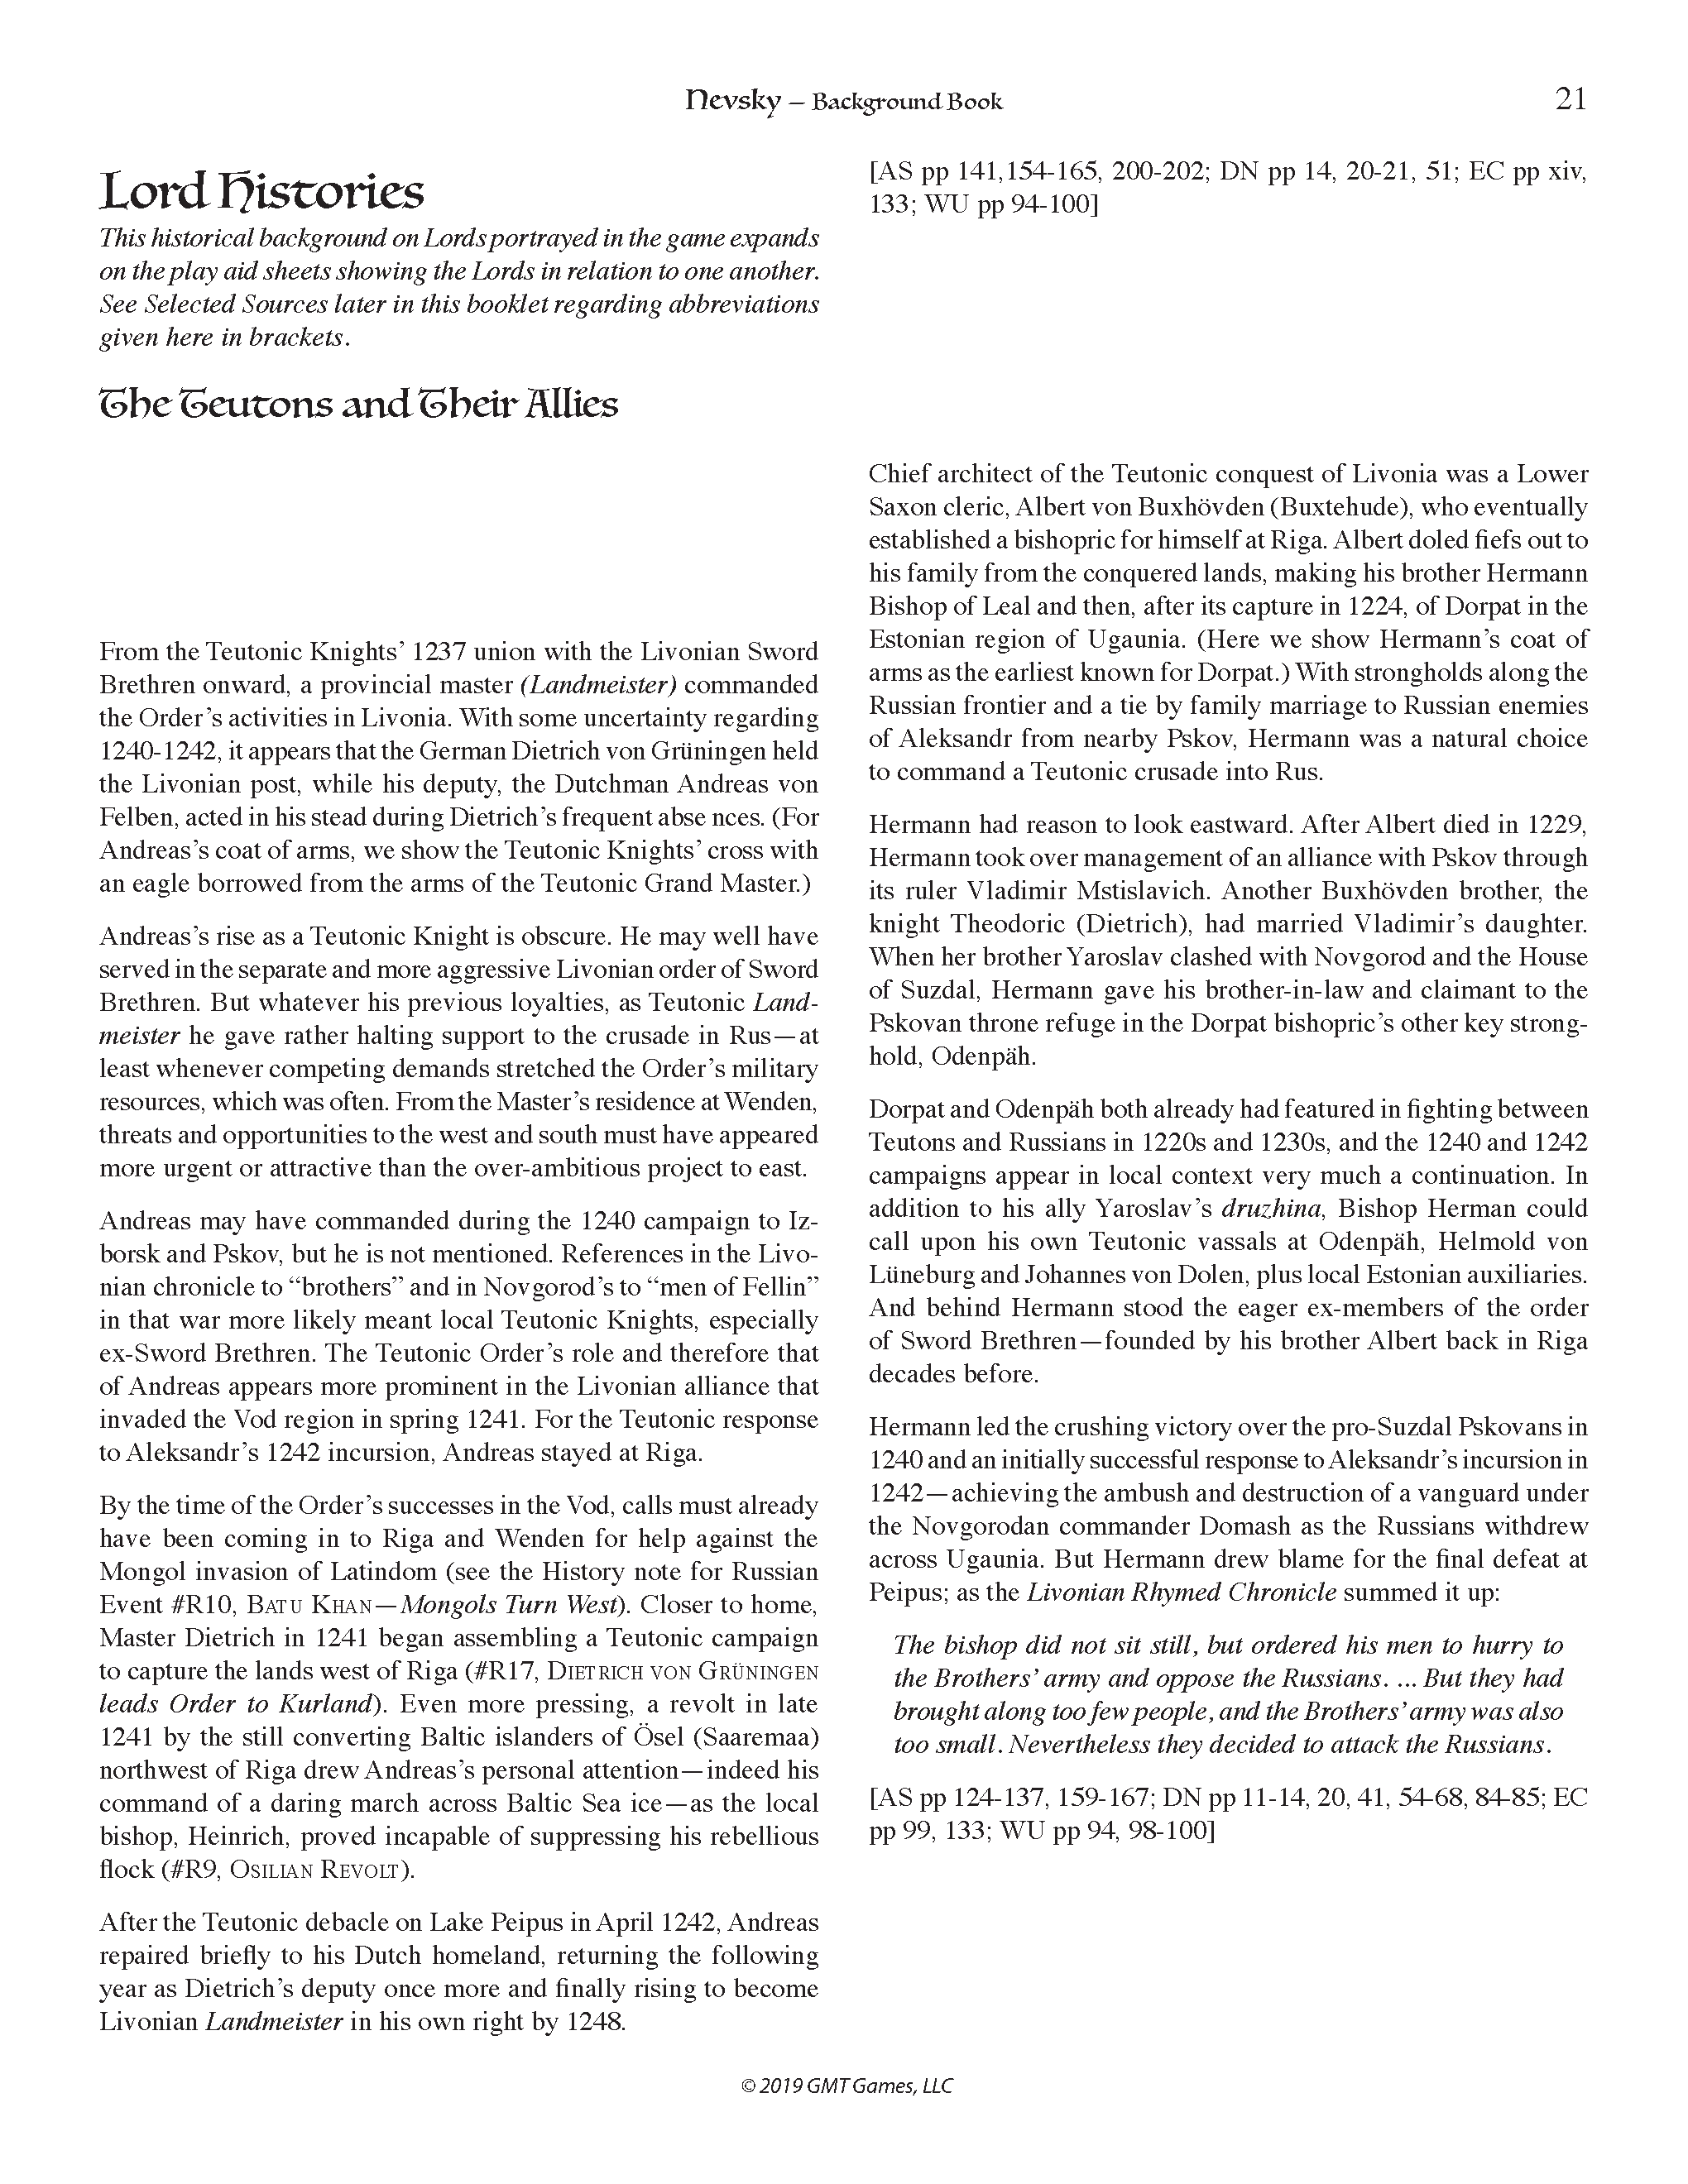 Nevsky – Background Book
21
Lord Histories
This historical background on Lords portrayed in the game expands
on the play aid sheets showing the Lords in relation to one another.
See Selected Sources later in this booklet regarding abbreviations
given here in brackets.
The Teutons and Their Allies
From the Teutonic Knights’ 1237 union with the Livonian Sword
Brethren onward, a provincial master (Landmeister) commanded
the Order’s activities in Livonia. With some uncertainty regarding
1240-1242, it appears that the German Dietrich von Grüningen held
the Livonian post, while his deputy, the Dutchman Andreas von
Felben, acted in his stead during Dietrich’s frequent abse nces. (For
Andreas’s coat of arms, we show the Teutonic Knights’ cross with
an eagle borrowed from the arms of the Teutonic Grand Master.)
Andreas’s rise as a Teutonic Knight is obscure. He may well have
served in the separate and more aggressive Livonian order of Sword
Brethren. But whatever his previous loyalties, as Teutonic Land-
meister he gave rather halting support to the crusade in Rus—at
least whenever competing demands stretched the Order’s military
resources, which was often. From the Master’s residence at Wenden,
threats and opportunities to the west and south must have appeared
more urgent or attractive than the over-ambitious project to east.
Andreas may have commanded during the 1240 campaign to Iz-
borsk and Pskov, but he is not mentioned. References in the Livo-
nian chronicle to “brothers” and in Novgorod’s to “men of Fellin”
in that war more likely meant local Teutonic Knights, especially
ex-Sword Brethren. The Teutonic Order’s role and therefore that
of Andreas appears more prominent in the Livonian alliance that
invaded the Vod region in spring 1241. For the Teutonic response
to Aleksandr’s 1242 incursion, Andreas stayed at Riga.
By the time of the Order’s successes in the Vod, calls must already
have been coming in to Riga and Wenden for help against the
Mongol invasion of Latindom (see the History note for Russian
Event #R10, Batu Khan—Mongols Turn West). Closer to home,
Master Dietrich in 1241 began assembling a Teutonic campaign
to capture the lands west of Riga (#R17, Dietrich von Grüningen
leads Order to Kurland). Even more pressing, a revolt in late
1241 by the still converting Baltic islanders of Ösel (Saaremaa)
northwest of Riga drew Andreas’s personal attention—indeed his
command of a daring march across Baltic Sea ice—as the local
bishop, Heinrich, proved incapable of suppressing his rebellious
flock (#R9, Osilian Revolt).
After the Teutonic debacle on Lake Peipus in April 1242, Andreas
repaired briefly to his Dutch homeland, returning the following
year as Dietrich’s deputy once more and finally rising to become
Livonian Landmeister in his own right by 1248.
[AS pp 141,154-165, 200-202; DN pp 14, 20-21, 51; EC pp xiv,
133; WU pp 94-100]
Chief architect of the Teutonic conquest of Livonia was a Lower
Saxon cleric, Albert von Buxhövden (Buxtehude), who eventually
established a bishopric for himself at Riga. Albert doled fiefs out to
his family from the conquered lands, making his brother Hermann
Bishop of Leal and then, after its capture in 1224, of Dorpat in the
Estonian region of Ugaunia. (Here we show Hermann’s coat of
arms as the earliest known for Dorpat.) With strongholds along the
Russian frontier and a tie by family marriage to Russian enemies
of Aleksandr from nearby Pskov, Hermann was a natural choice
to command a Teutonic crusade into Rus.
Hermann had reason to look eastward. After Albert died in 1229,
Hermann took over management of an alliance with Pskov through
its ruler Vladimir Mstislavich. Another Buxhövden brother, the
knight Theodoric (Dietrich), had married Vladimir’s daughter.
When her brother Yaroslav clashed with Novgorod and the House
of Suzdal, Hermann gave his brother-in-law and claimant to the
Pskovan throne refuge in the Dorpat bishopric’s other key strong-
hold, Odenpäh.
Dorpat and Odenpäh both already had featured in fighting between
Teutons and Russians in 1220s and 1230s, and the 1240 and 1242
campaigns appear in local context very much a continuation. In
addition to his ally Yaroslav’s druzhina, Bishop Herman could
call upon his own Teutonic vassals at Odenpäh, Helmold von
Lüneburg and Johannes von Dolen, plus local Estonian auxiliaries.
And behind Hermann stood the eager ex-members of the order
of Sword Brethren—founded by his brother Albert back in Riga
decades before.
Hermann led the crushing victory over the pro-Suzdal Pskovans in
1240 and an initially successful response to Aleksandr’s incursion in
1242—achieving the ambush and destruction of a vanguard under
the Novgorodan commander Domash as the Russians withdrew
across Ugaunia. But Hermann drew blame for the final defeat at
Peipus; as the Livonian Rhymed Chronicle summed it up:
The bishop did not sit still, but ordered his men to hurry to
the Brothers’ army and oppose the Russians. ... But they had
brought along too few people, and the Brothers’ army was also
too small. Nevertheless they decided to attack the Russians.
[AS pp 124-137, 159-167; DN pp 11-14, 20, 41, 54-68, 84-85; EC
pp 99, 133; WU pp 94, 98-100]
© 2019 GMT Games, LLC